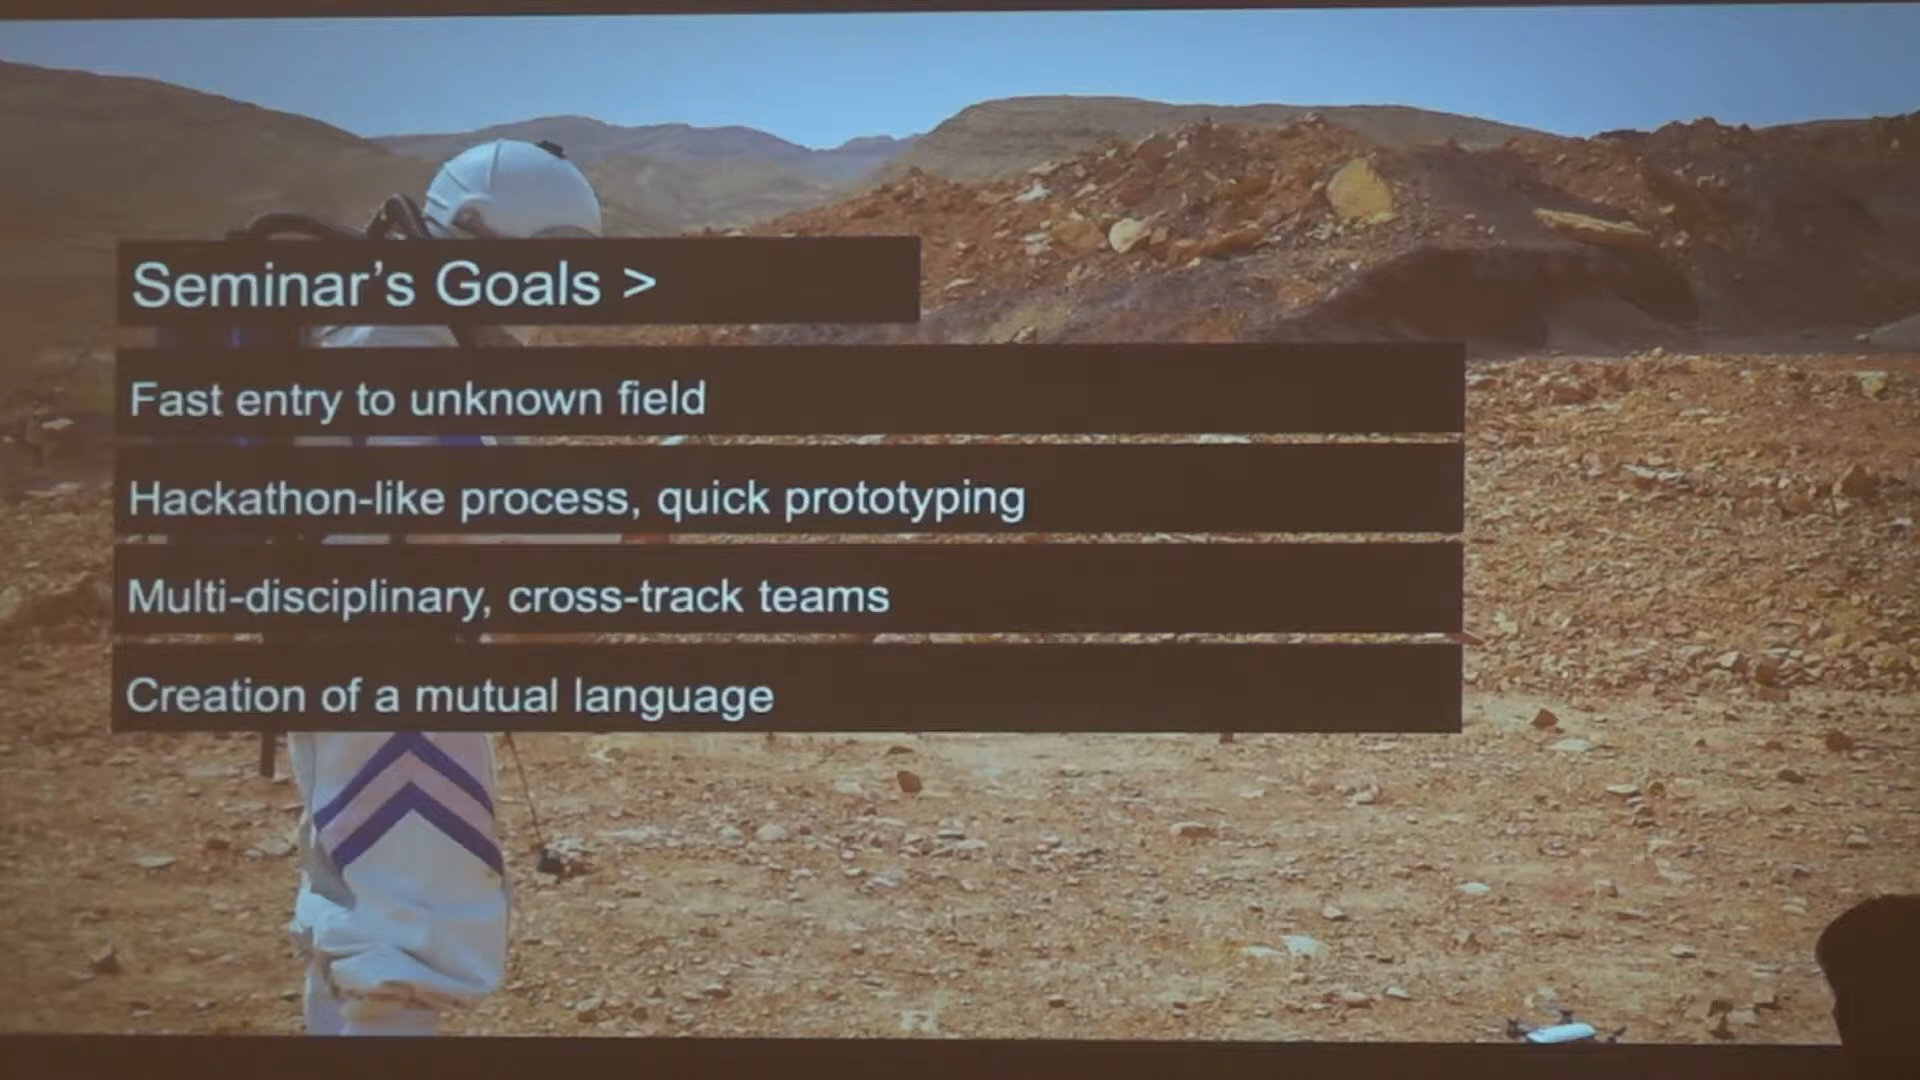 Seminar's Goals >
Fast entry to unknown field
Hackathon-like process, quick prototyping
Multi-disciplinary, cross-track teams
Creation of a mutual language